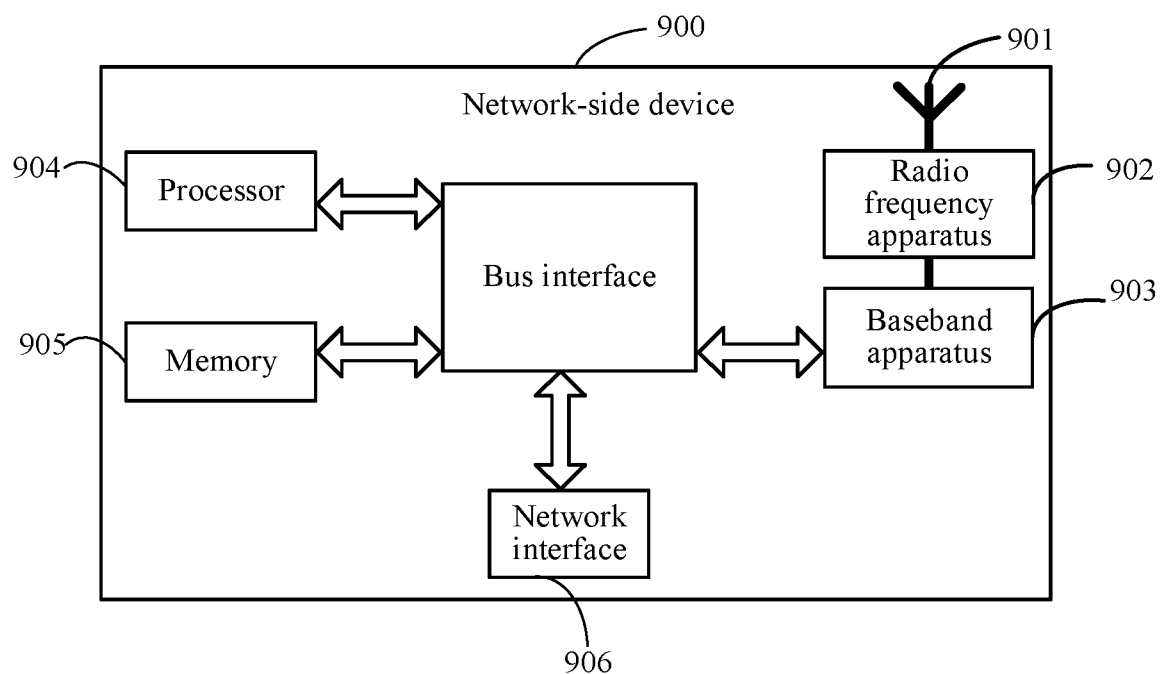 900
901
Network-side device
904
Processor
Radio
frequency
apparatus
902
Bus interface
903
Baseband
apparatus
905
Memory
Network
interface
906